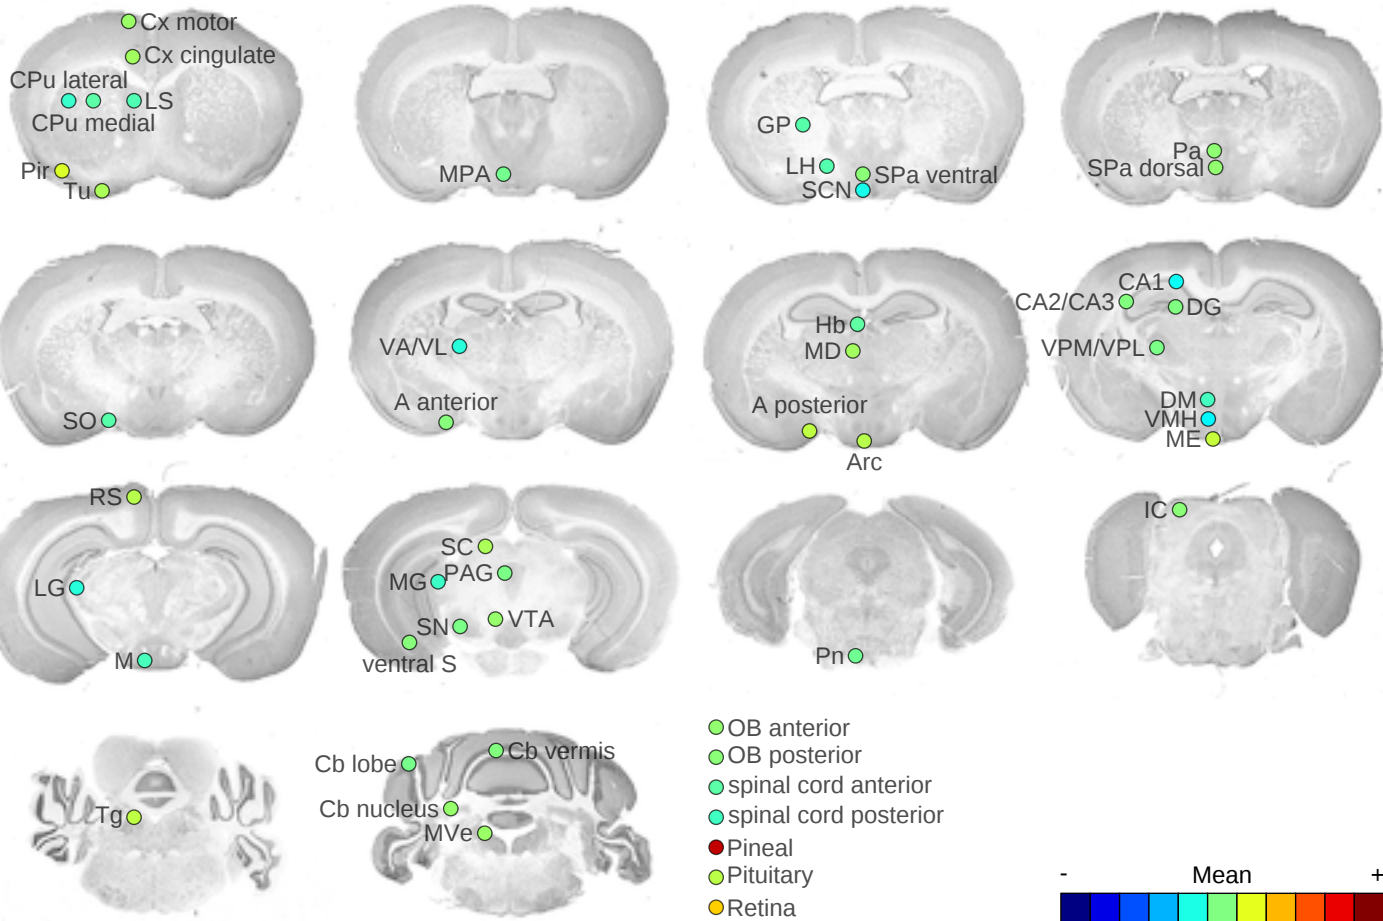 Cx motor
Cx cingulate
CPu lateral
LS
CPu medial
Pir
Tu
MPA
GP
LH
SPa ventral
SCN
Pa
SPa dorsal
SO
VA/VL
A anterior
Hb
MD
A posterior
Arc
CA1
CA2/CA3
DG
VPM/VPL
DM
VMH
ME
RS
LG
M
SC
MG
PAG
SN
VTA
ventral S
Pn
IC
Tg
Cb lobe
Cb vermis
Cb nucleus
MVe
OB anterior
OB posterior
spinal cord anterior
spinal cord posterior
Pineal
Pituitary
Retina
- Mean +